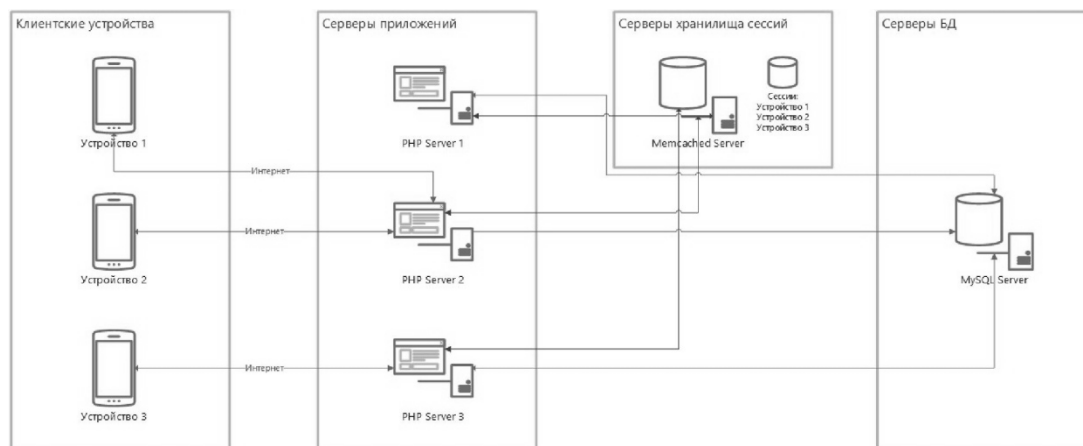 Клиентские устройства
Серверы приложений
Серверы хранилища сессий
Серверы БД
Сессии:
Устройство 1
Устройство 2
Устройство 3
Устройство 1
PHP Server 1
Memcached Server
Интернет
Интернет
Устройство 2
PHP Server 2
MySQL Server
Интернет
Устройство 3
PHP Server 3